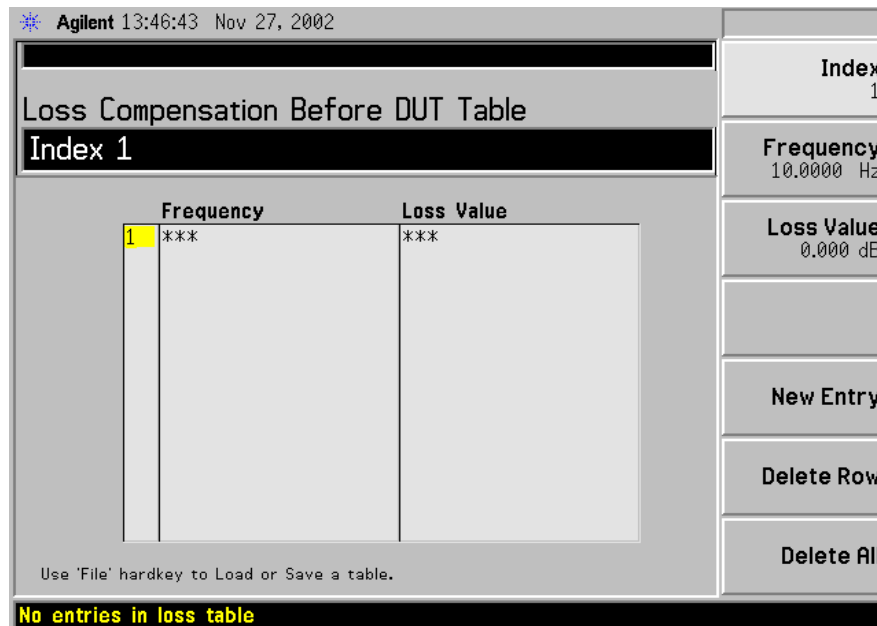 Agilent 13:46:43 Nov 27, 2002
Loss Compensation Before DUT Table
Index 1
Frequency Loss Value
1 *** ***
Use 'File' hardkey to Load or Save a table.
No entries in loss table
Index
1
Frequency
10.0000 Hz
Loss Value
0.000 dB
New Entry
Delete Row
Delete Al